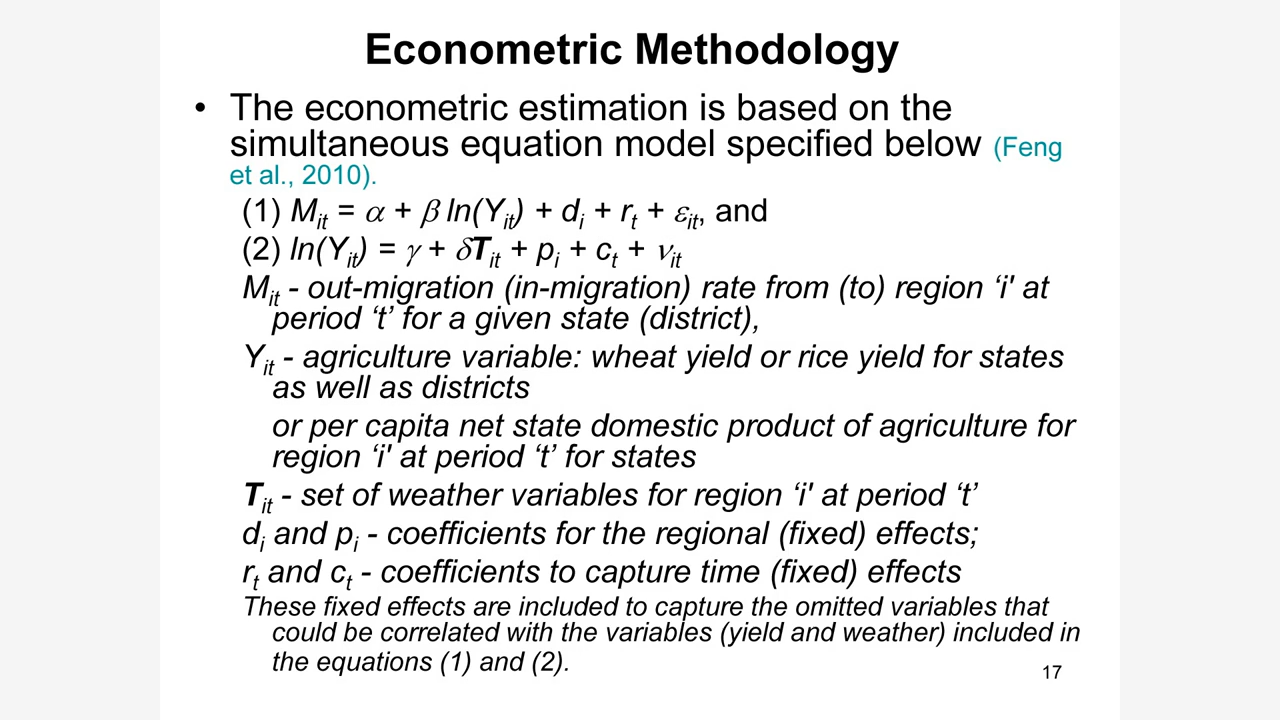 Econometric Methodology
• The econometric estimation is based on the
simultaneous equation model specified below (Feng
et al., 2010).
(1) Mit = α + β ln(Yit) + di + rt + εit, and
(2) ln(Yit) = γ + δTit + pi + ct + νit
Mit - out-migration (in-migration) rate from (to) region ‘i' at
period ‘t’ for a given state (district),
Yit - agriculture variable: wheat yield or rice yield for states
as well as districts
or per capita net state domestic product of agriculture for
region ‘i' at period ‘t’ for states
Tit - set of weather variables for region ‘i' at period ‘t’
di and pi - coefficients for the regional (fixed) effects;
rt and ct - coefficients to capture time (fixed) effects
These fixed effects are included to capture the omitted variables that
could be correlated with the variables (yield and weather) included in
the equations (1) and (2).
17